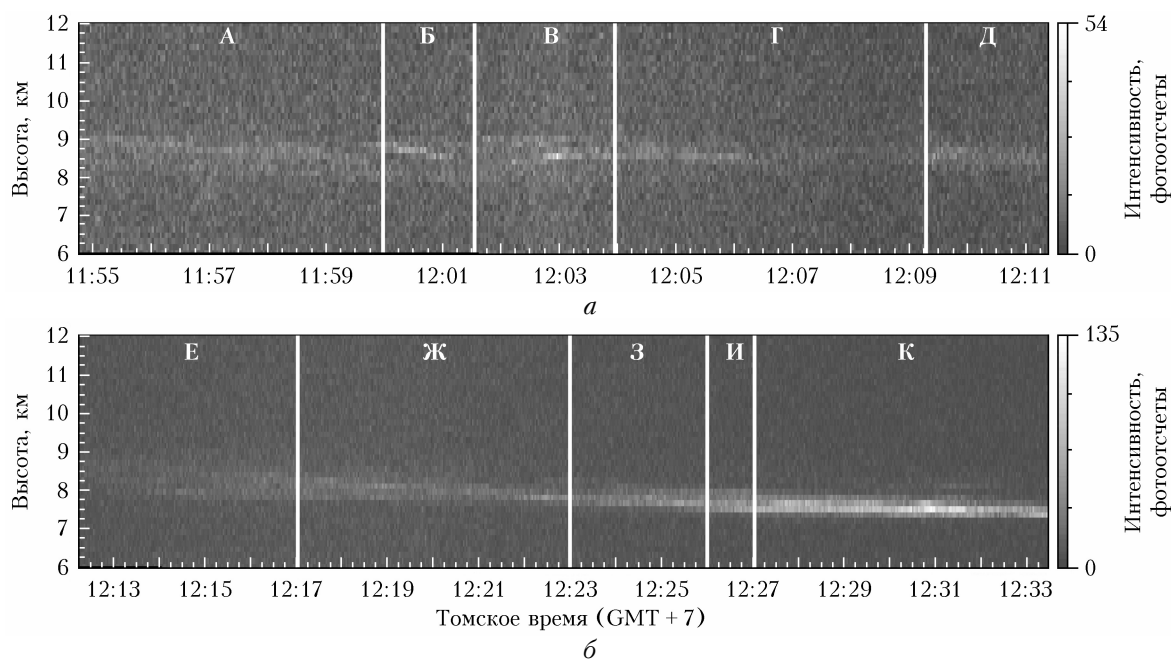 А Б В Г Д
12
11
10
9
8
7
6
Высота, км
54
0
Интенсивность,
фотоотсчеты
11:55 11:57 11:59 12:01 12:03 12:05 12:07 12:09 12:11
а
Е Ж З И К
12
11
10
9
8
7
6
Высота, км
135
0
Интенсивность,
фотоотсчеты
12:13 12:15 12:17 12:19 12:21 12:23 12:25 12:27 12:29 12:31 12:33
Томское время (GMT + 7)
б